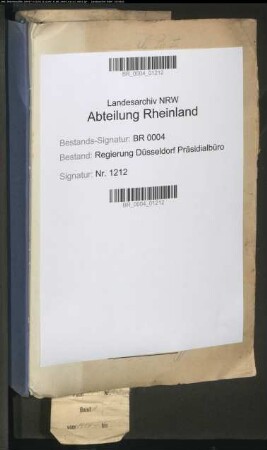 BR_0004_01212
Landesarchiv NRW
Abteilung Rheinland
Bestands-Signatur: BR 0004
Bestand: Regierung Düsseldorf Präsidialbüro
Signatur: Nr. 1212
BR_0004_01212